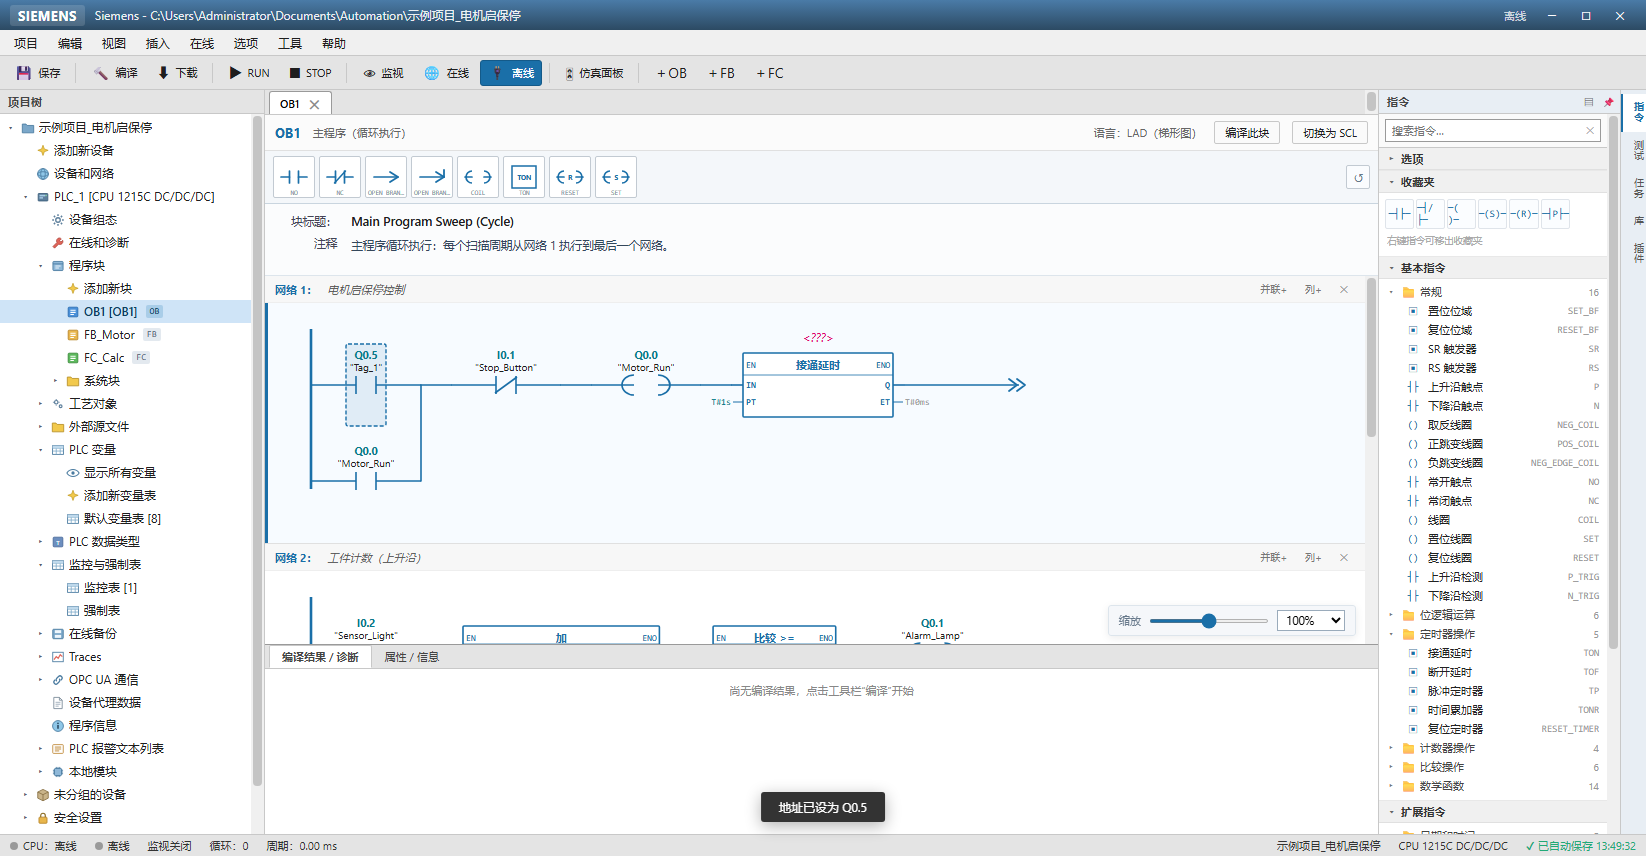 SIEMENS Siemens - C:\Users\Administrator\Documents\Automation\示例项目_电机启保停 离线
项目 编辑 视图 插入 在线 选项 工具 帮助
保存 编译 下载 RUN STOP 监视 在线 离线 仿真面板 +OB +FB +FC
项目树
示例项目_电机启保停
添加新设备
设备和网络
PLC_1 [CPU 1215C DC/DC/DC]
设备组态
在线和诊断
程序块
添加新块
OB1 [OB1] OB
FB_Motor FB
FC_Calc FC
系统块
工艺对象
外部源文件
PLC 变量
显示所有变量
添加新变量表
默认变量表 [8]
PLC 数据类型
监控与强制表
监控表 [1]
强制表
在线备份
Traces
OPC UA 通信
设备代理数据
程序信息
PLC 报警文本列表
本地模块
未分组的设备
安全设置
OB1
OB1 主程序（循环执行） 语言：LAD（梯形图） 编译此块 切换为 SCL
NO NC OPEN BRAN… OPEN BRAN… COIL TON TON R RESET S SET
块标题： Main Program Sweep (Cycle)
注释 主程序循环执行：每个扫描周期从网络 1 执行到最后一个网络。
网络 1： 电机启保停控制 并联+ 列+
<???>
Q0.5 I0.1 Q0.0
"Tag_1" "Stop_Button" "Motor_Run"
EN 接通延时 ENO
IN Q
T#1s PT ET T#0ms
Q0.0
"Motor_Run"
网络 2： 工件计数（上升沿） 并联+ 列+
I0.2 Q0.1
"Sensor_Light" "Alarm_Lamp"
EN 加 ENO EN 比较 >= ENO
缩放 100%
编译结果 / 诊断 属性 / 信息
尚无编译结果，点击工具栏"编译"开始
地址已设为 Q0.5
指令
搜索指令...
选项
收藏夹
┤├ ┤/├ ─( )─ ─(S)─ ─(R)─ ┤P├
右键指令可移出收藏夹
基本指令
常规 16
置位位域 SET_BF
复位位域 RESET_BF
SR 触发器 SR
RS 触发器 RS
上升沿触点 P
下降沿触点 N
取反线圈 NEG_COIL
正跳变线圈 POS_COIL
负跳变线圈 NEG_EDGE_COIL
常开触点 NO
常闭触点 NC
线圈 COIL
置位线圈 SET
复位线圈 RESET
上升沿检测 P_TRIG
下降沿检测 N_TRIG
位逻辑运算 6
定时器操作 5
接通延时 TON
断开延时 TOF
脉冲定时器 TP
时间累加器 TONR
复位定时器 RESET_TIMER
计数器操作 4
比较操作 6
数学函数 14
扩展指令
指令
测试
任务
库
插件
CPU：离线 离线 监视关闭 循环：0 周期：0.00 ms 示例项目_电机启保停 CPU 1215C DC/DC/DC ✓ 已自动保存 13:49:32